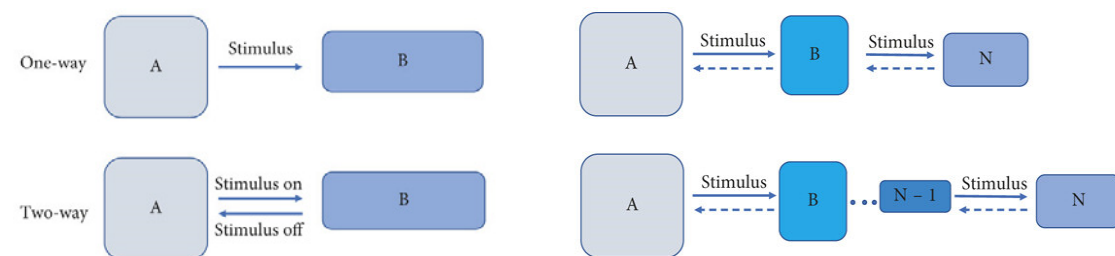 One-way
A
Stimulus
B
A
Stimulus
B
Stimulus
N
Two-way
A
Stimulus on
Stimulus off
B
A
Stimulus
B
N – 1
Stimulus
N